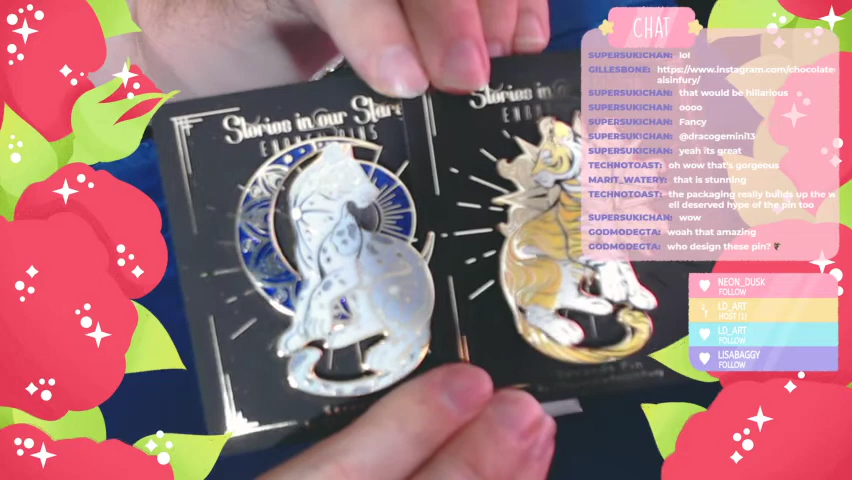 CHAT
SUPERSUKICHAN: lol
GILLESBONE: https://www.instagram.com/chocolate
alsinfury/
SUPERSUKICHAN: that would be hillarious
SUPERSUKICHAN: oooo
SUPERSUKICHAN: Fancy
SUPERSUKICHAN: @dracogemini13
SUPERSUKICHAN: yeah its great
TECHNOTOAST: oh wow that's gorgeous
MARIT_WATERY: that is stunning
TECHNOTOAST: the packaging really builds up the w
ell deserved hype of the pin too
SUPERSUKICHAN: wow
GODMODEGTA: woah that amazing
GODMODEGTA: who design these pin?
NEON_DUSK
FOLLOW
LD_ART
HOST (1)
LD_ART
FOLLOW
LISABAGGY
FOLLOW
Stories in our Stars
ENAMEL PINS
Stories in